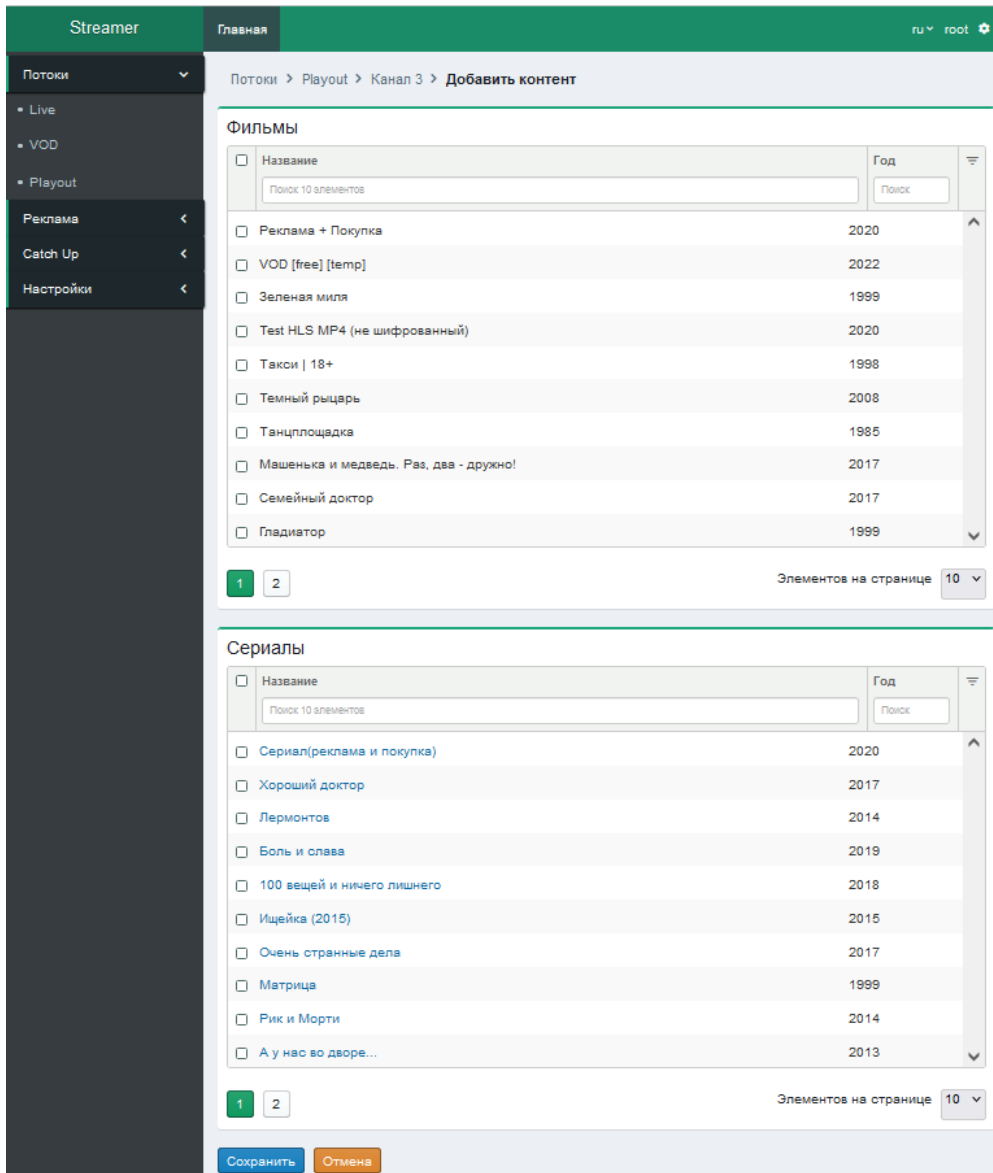 Streamer
Главная
ru root
Потоки
Live
VOD
Playout
Реклама
Catch Up
Настройки
Потоки > Playout > Канал 3 > Добавить контент
Фильмы
Название Год
Поиск 10 элементов Поиск
Реклама + Покупка 2020
VOD [free] [temp] 2022
Зеленая миля 1999
Test HLS MP4 (не шифрованный) 2020
Такси | 18+ 1998
Темный рыцарь 2008
Танцплощадка 1985
Машенька и медведь. Раз, два - дружно! 2017
Семейный доктор 2017
Гладиатор 1999
1 2 Элементов на странице 10
Сериалы
Название Год
Поиск 10 элементов Поиск
Сериал(реклама и покупка) 2020
Хороший доктор 2017
Лермонтов 2014
Боль и слава 2019
100 вещей и ничего лишнего 2018
Ищейка (2015) 2015
Очень странные дела 2017
Матрица 1999
Рик и Морти 2014
А у нас во дворе... 2013
1 2 Элементов на странице 10
Сохранить Отмена